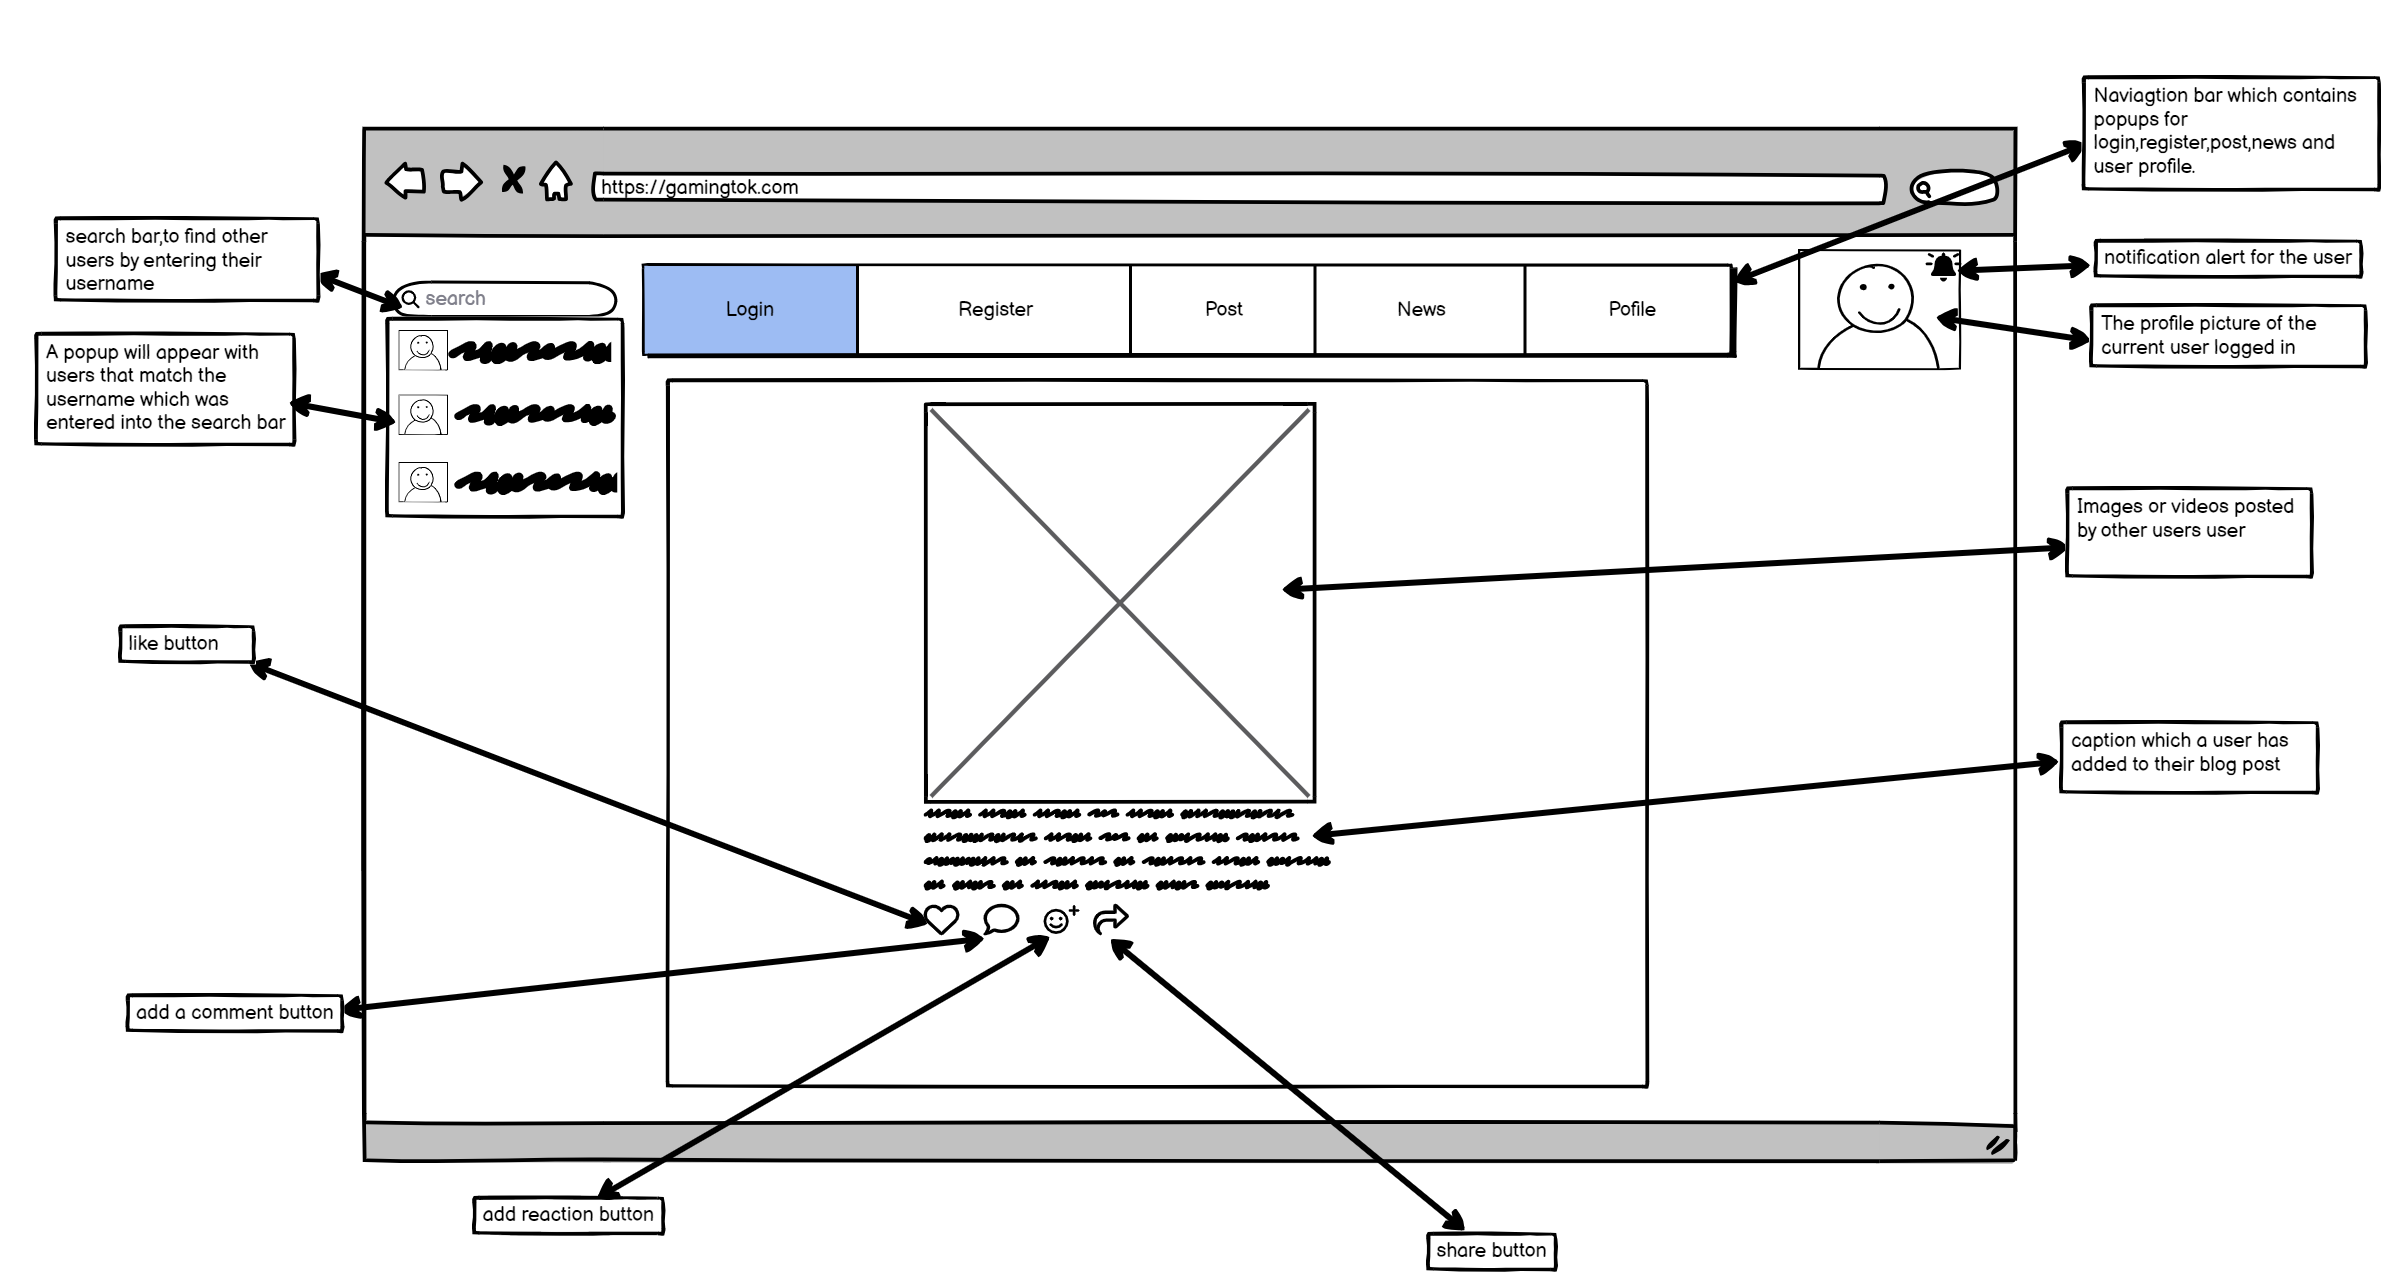 Naviagtion bar which contains
popups for
login,register,post,news and
user profile.
https://gamingtok.com
search bar,to find other
users by entering their
username
notification alert for the user
search
Login
Register
Post
News
Pofile
The profile picture of the
current user logged in
A popup will appear with
users that match the
username which was
entered into the search bar
Images or videos posted
by other users user
like button
caption which a user has
added to their blog post
add a comment button
add reaction button
share button